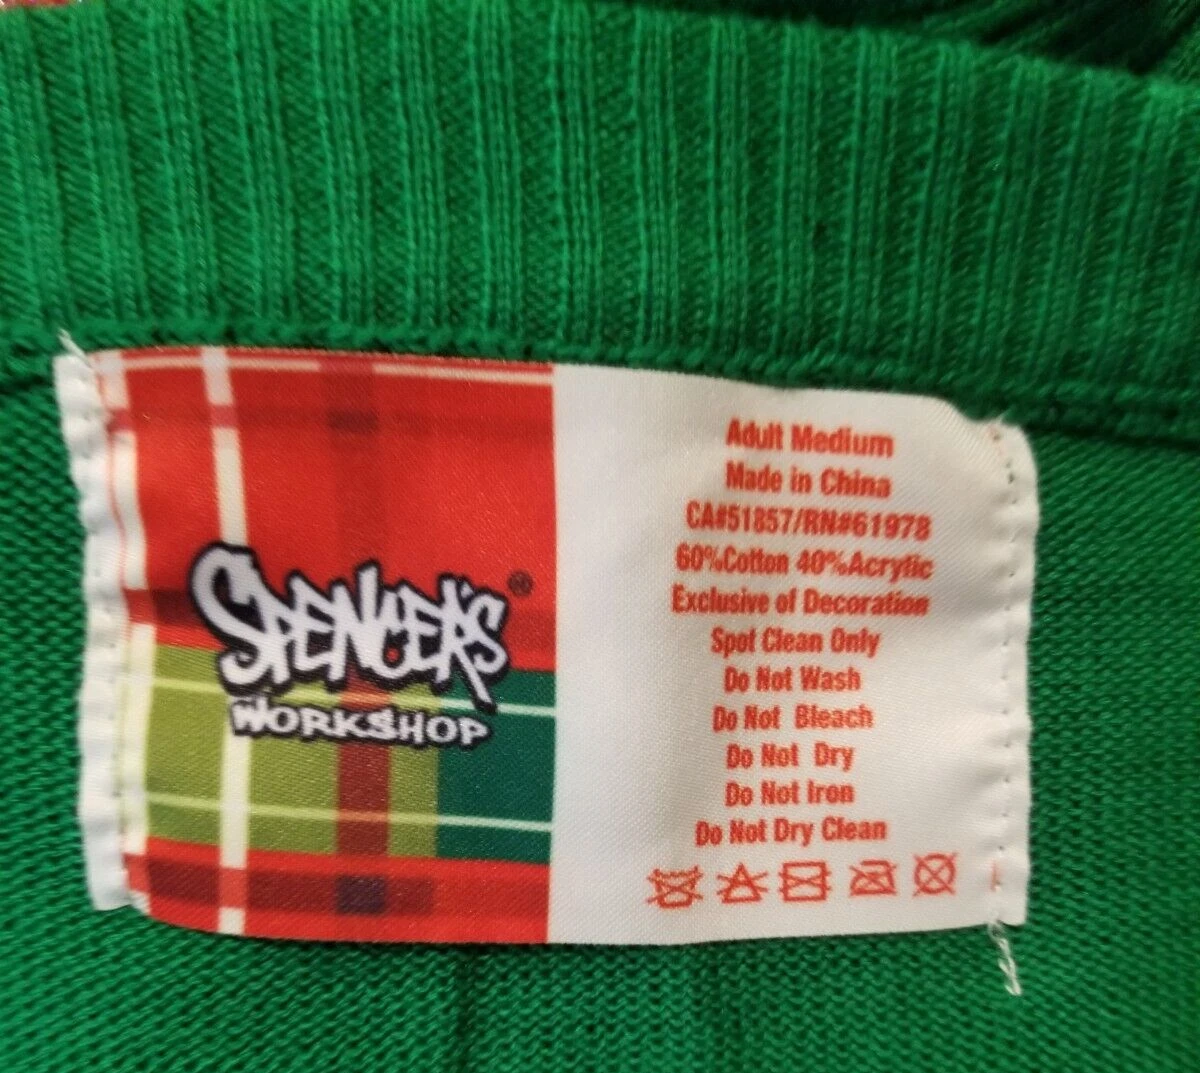 SPENCER'S®
WORKSHOP
Adult Medium
Made in China
CA#51857/RN#61978
60%Cotton 40%Acrylic
Exclusive of Decoration
Spot Clean Only
Do Not Wash
Do Not Bleach
Do Not Dry
Do Not Iron
Do Not Dry Clean